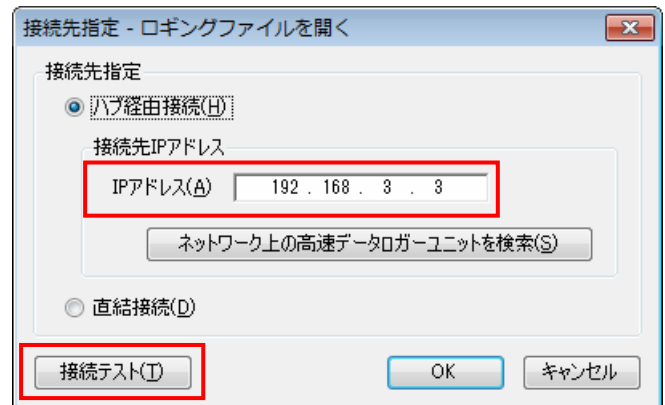 接続先指定 - ロギングファイルを開く
接続先指定
ハブ経由接続(H)
接続先IPアドレス
IPアドレス(A) 192 . 168 . 3 . 3
ネットワーク上の高速データロガーユニットを検索(S)
直結接続(D)
接続テスト(T) OK キャンセル